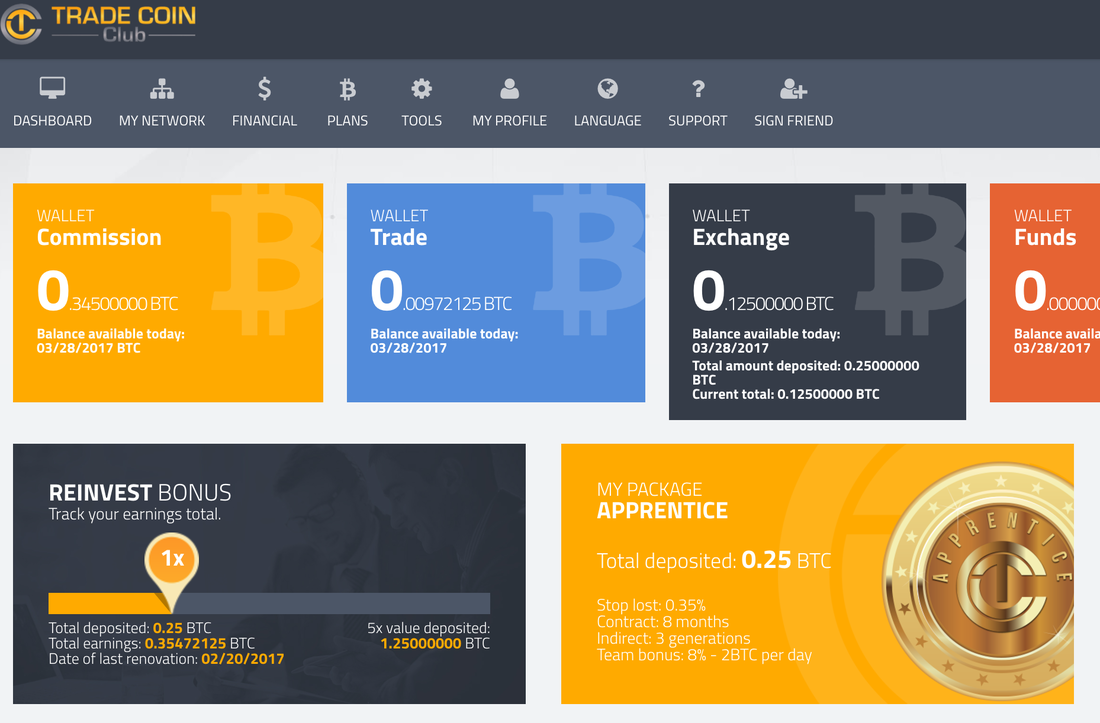 TRADE COIN
Club
DASHBOARD
MY NETWORK
FINANCIAL
PLANS
TOOLS
MY PROFILE
LANGUAGE
SUPPORT
SIGN FRIEND
WALLET
Commission
0.34500000 BTC
Balance available today:
03/28/2017 BTC
WALLET
Trade
0.00972125 BTC
Balance available today:
03/28/2017
WALLET
Exchange
0.12500000 BTC
Balance available today:
03/28/2017
Total amount deposited: 0.25000000
BTC
Current total: 0.12500000 BTC
WALLET
Funds
0.00000
Balance availa
03/28/2017
REINVEST BONUS
Track your earnings total.
1x
Total deposited: 0.25 BTC
Total earnings: 0.35472125 BTC
Date of last renovation: 02/20/2017
5x value deposited:
1.25000000 BTC
MY PACKAGE
APPRENTICE
Total deposited: 0.25 BTC
Stop lost: 0.35%
Contract: 8 months
Indirect: 3 generations
Team bonus: 8% - 2BTC per day
APPRENTICE